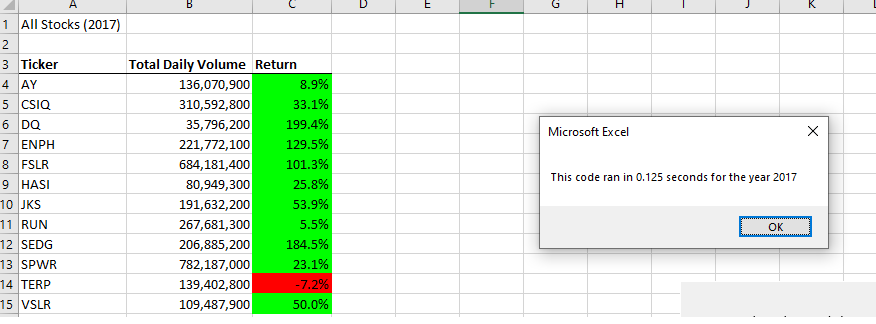 A B C D E F G H I J K
1 All Stocks (2017)
2
3 Ticker Total Daily Volume Return
4 AY 136,070,900 8.9%
5 CSIQ 310,592,800 33.1%
6 DQ 35,796,200 199.4%
7 ENPH 221,772,100 129.5%
8 FSLR 684,181,400 101.3%
9 HASI 80,949,300 25.8%
10 JKS 191,632,200 53.9%
11 RUN 267,681,300 5.5%
12 SEDG 206,885,200 184.5%
13 SPWR 782,187,000 23.1%
14 TERP 139,402,800 -7.2%
15 VSLR 109,487,900 50.0%
Microsoft Excel
This code ran in 0.125 seconds for the year 2017
OK